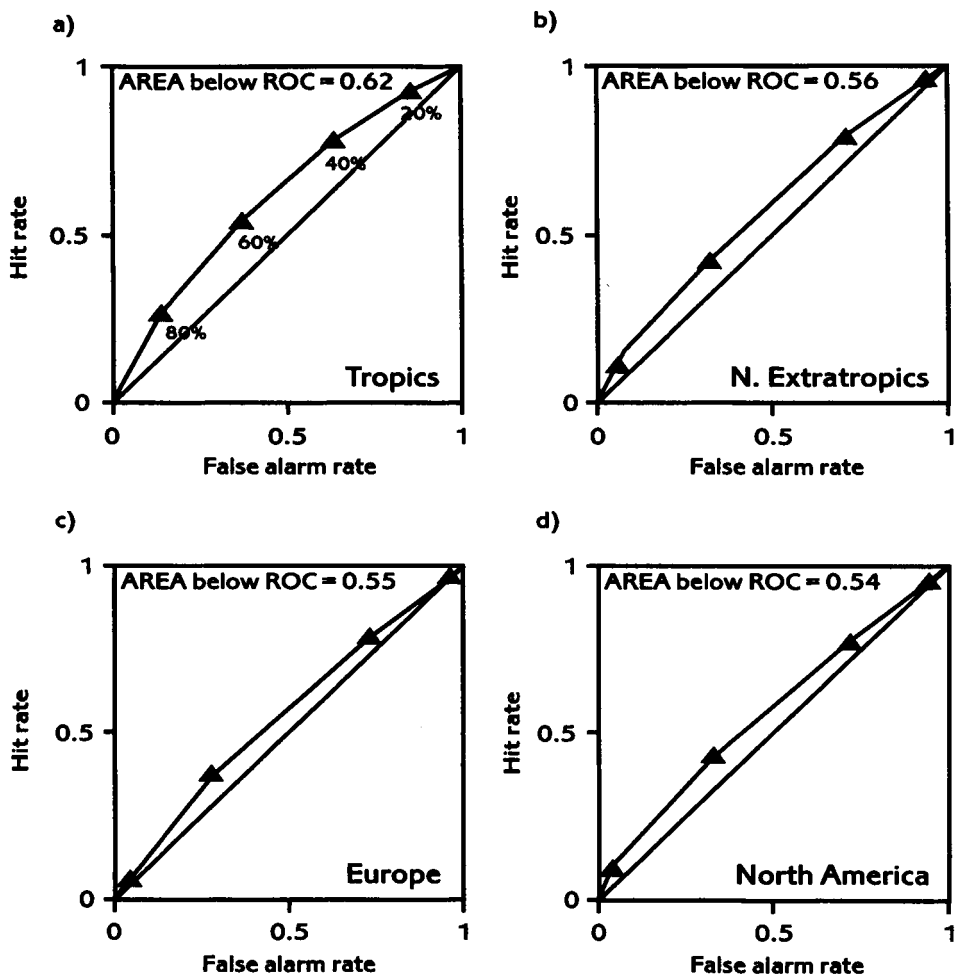 a)
AREA below ROC = 0.62
1
0.5
0
Hit rate
20%
40%
60%
80%
Tropics
0
0.5
1
False alarm rate
b)
AREA below ROC = 0.56
1
0.5
0
Hit rate
N. Extratropics
0
0.5
1
False alarm rate
c)
AREA below ROC = 0.55
1
0.5
0
Hit rate
Europe
0
0.5
1
False alarm rate
d)
AREA below ROC = 0.54
1
0.5
0
Hit rate
North America
0
0.5
1
False alarm rate